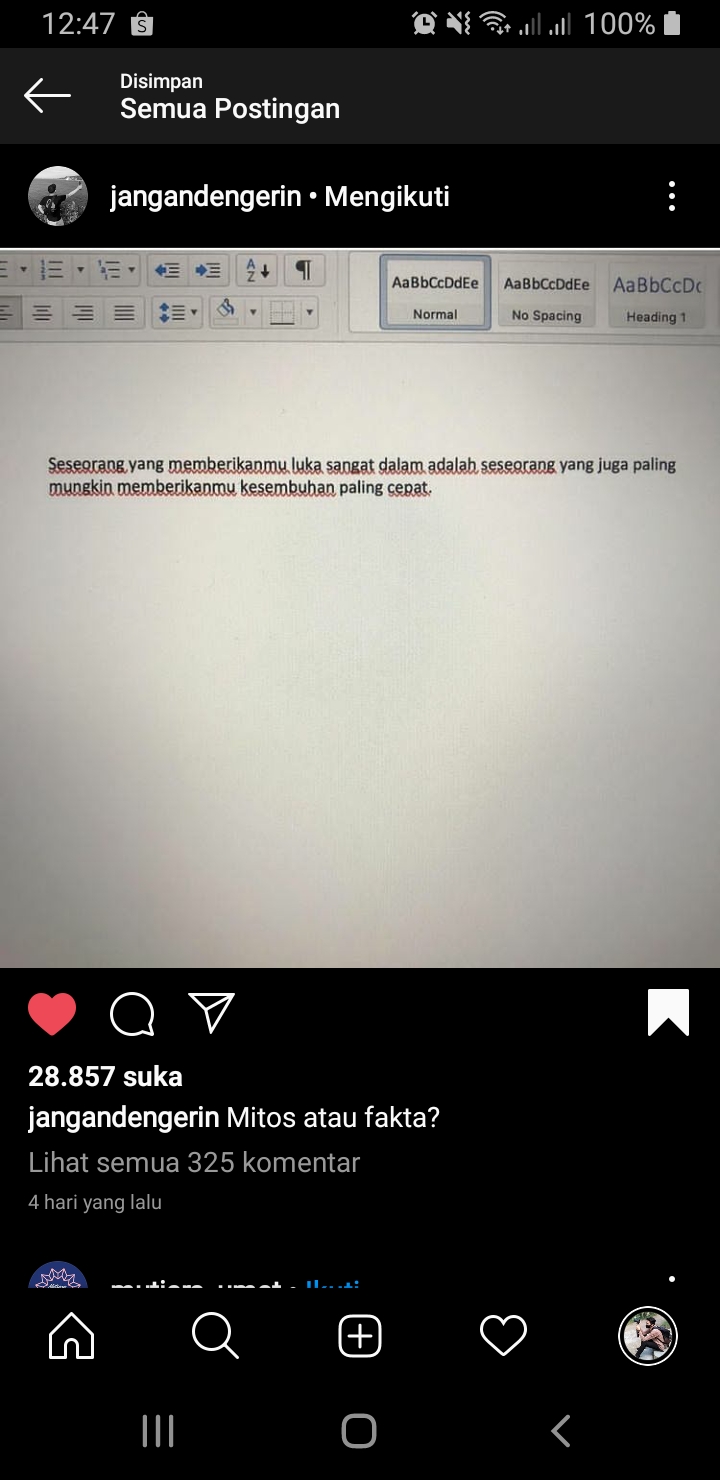 12:47 S 100%
Disimpan
Semua Postingan
jangandengerin • Mengikuti
AaBbCcDdEe AaBbCcDdEe AaBbCcDc
Normal No Spacing Heading 1
Seseorang yang memberikanmu luka sangat dalam adalah seseorang yang juga paling
mungkin memberikanmu kesembuhan paling cepat.
28.857 suka
jangandengerin Mitos atau fakta?
Lihat semua 325 komentar
4 hari yang lalu